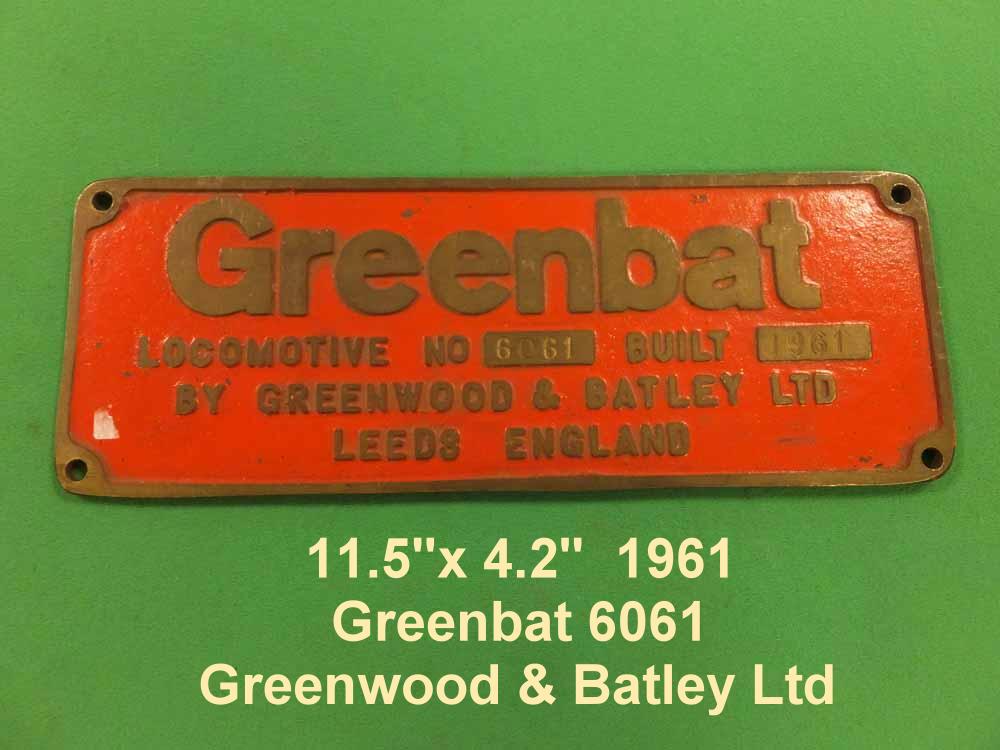 Greenbat
LOCOMOTIVE NO 6061 BUILT 1961
BY GREENWOOD & BATLEY LTD
LEEDS ENGLAND
11.5"x 4.2" 1961
Greenbat 6061
Greenwood & Batley Ltd